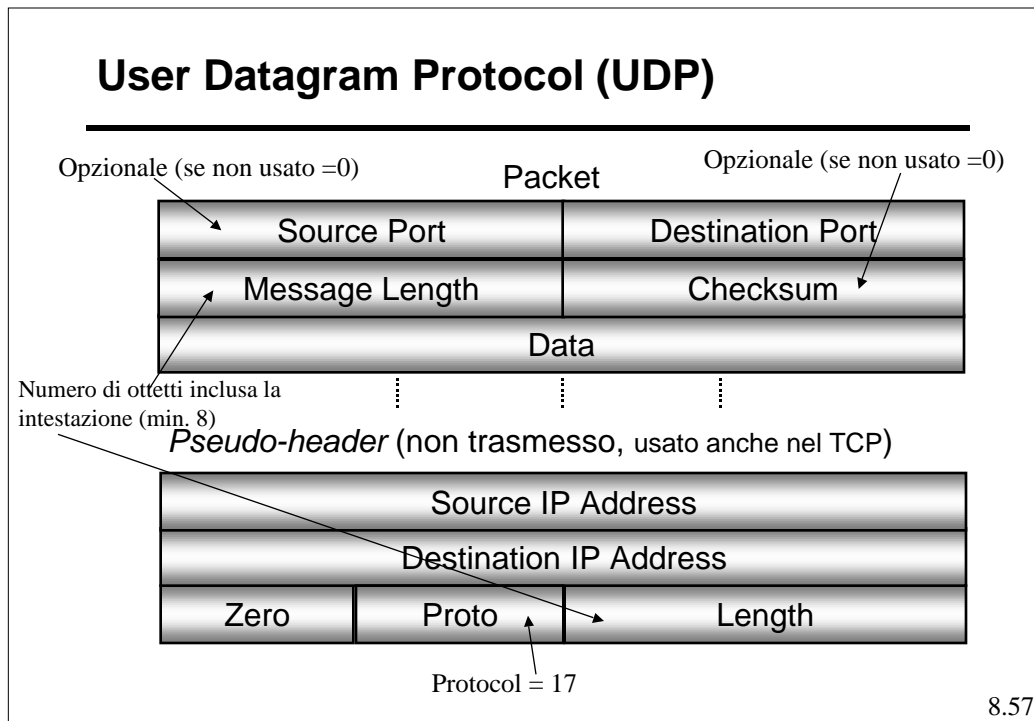 User Datagram Protocol (UDP)
Opzionale (se non usato =0)
Opzionale (se non usato =0)
Packet
Source Port
Destination Port
Message Length
Checksum
Data
Numero di ottetti inclusa la
intestazione (min. 8)
Pseudo-header (non trasmesso, usato anche nel TCP)
Source IP Address
Destination IP Address
Zero
Proto
Length
Protocol = 17
8.57